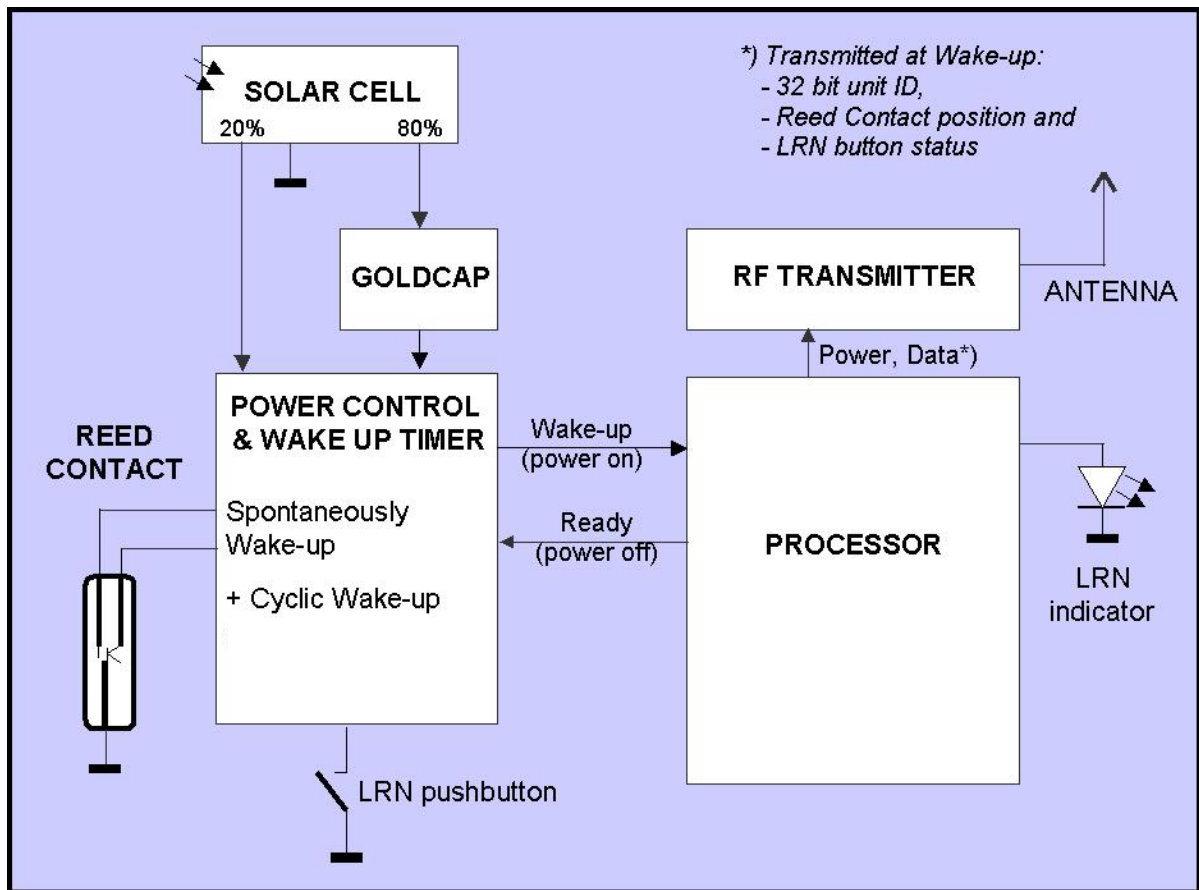 SOLAR CELL
20% 80%
*) Transmitted at Wake-up:
- 32 bit unit ID,
- Reed Contact position and
- LRN button status
GOLDCAP
RF TRANSMITTER
ANTENNA
Power, Data*)
POWER CONTROL
& WAKE UP TIMER
REED
CONTACT
Spontaneously
Wake-up
+ Cyclic Wake-up
Wake-up
(power on)
Ready
(power off)
PROCESSOR
LRN
indicator
LRN pushbutton